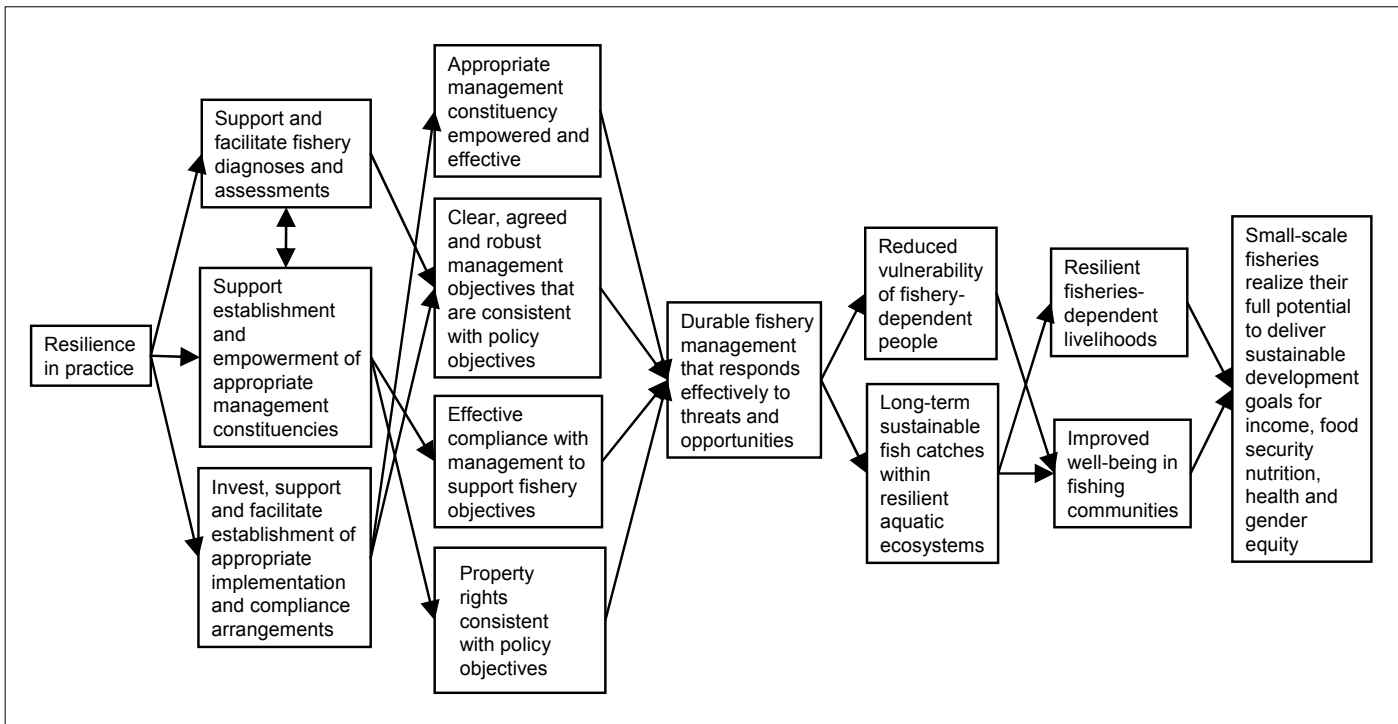 Resilience
in practice
Support and
facilitate fishery
diagnoses and
assessments
Support
establishment
and
empowerment of
appropriate
management
constituencies
Invest, support
and facilitate
establishment of
appropriate
implementation
and compliance
arrangements
Appropriate
management
constituency
empowered and
effective
Clear, agreed
and robust
management
objectives that
are consistent
with policy
objectives
Effective
compliance with
management to
support fishery
objectives
Property
rights
consistent
with policy
objectives
Durable fishery
management
that responds
effectively to
threats and
opportunities
Reduced
vulnerability
of fishery-
dependent
people
Long-term
sustainable
fish catches
within
resilient
aquatic
ecosystems
Resilient
fisheries-
dependent
livelihoods
Improved
well-being in
fishing
communities
Small-scale
fisheries
realize their
full potential
to deliver
sustainable
development
goals for
income, food
security
nutrition,
health and
gender
equity